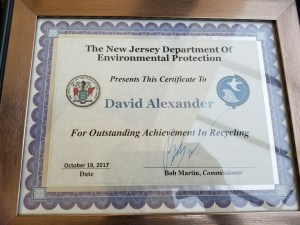 The New Jersey Department Of
Environmental Protection
Presents This Certificate To
David Alexander
For Outstanding Achievement In Recycling
October 18, 2017
Date
Bob Martin, Commissioner